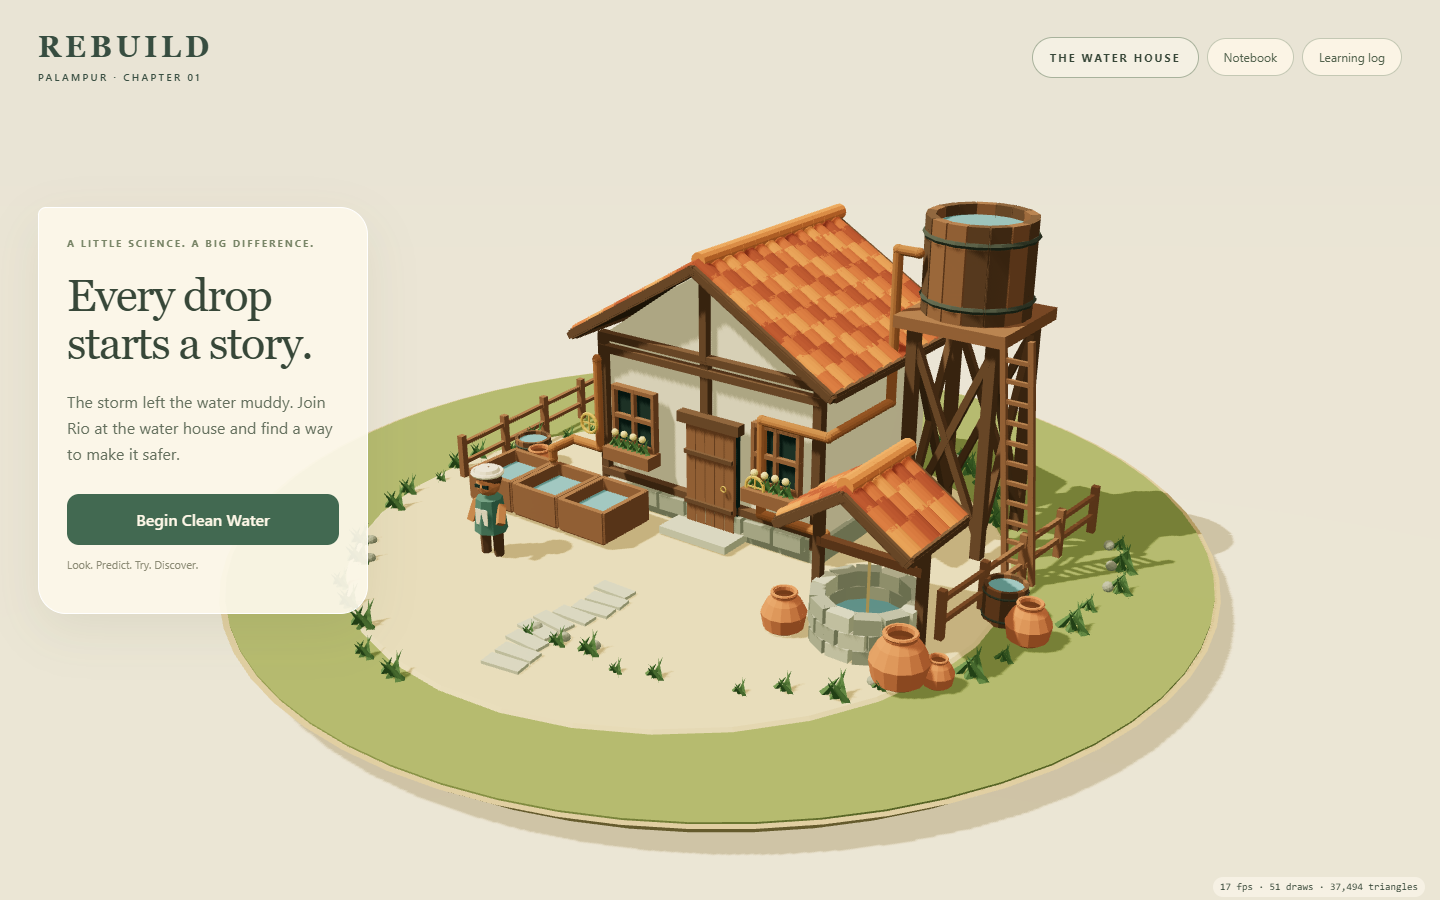 REBUILD
PALAMPUR · CHAPTER 01
THE WATER HOUSE
Notebook
Learning log
A LITTLE SCIENCE. A BIG DIFFERENCE.
Every drop
starts a story.
The storm left the water muddy. Join
Rio at the water house and find a way
to make it safer.
Begin Clean Water
Look. Predict. Try. Discover.
17 fps · 51 draws · 37,494 triangles